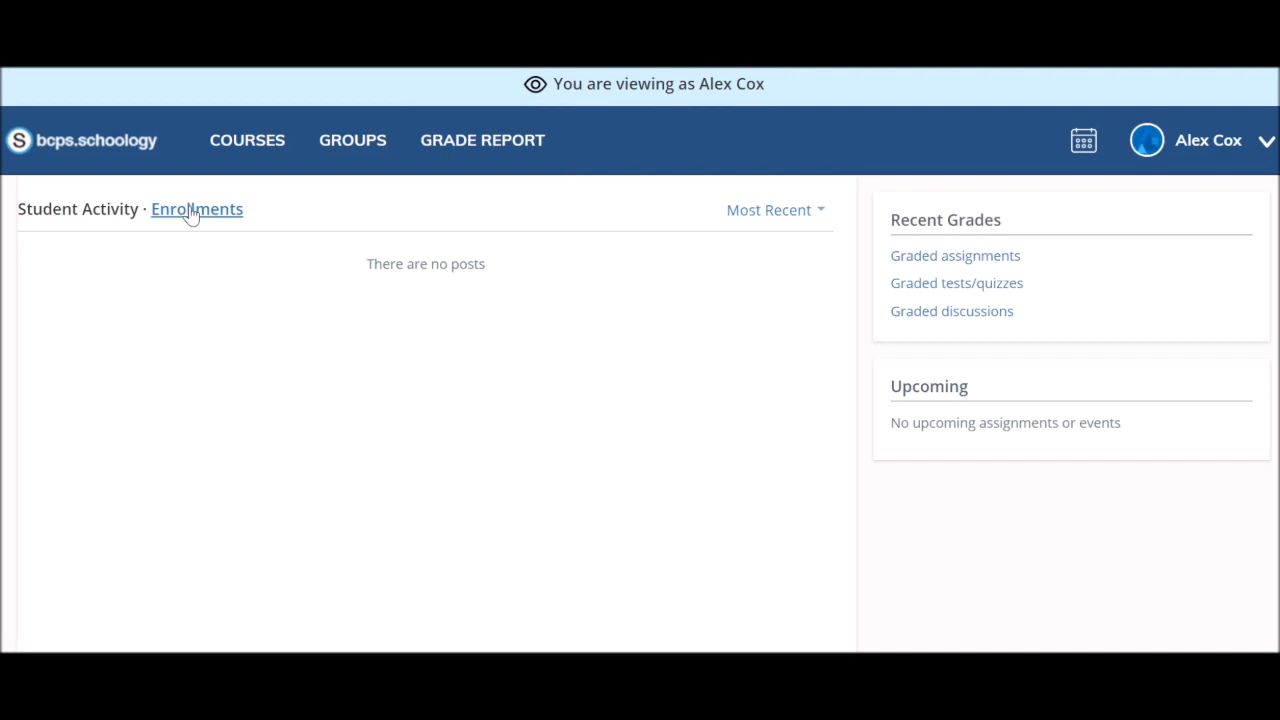 You are viewing as Alex Cox
S bcps.schoology COURSES GROUPS GRADE REPORT Alex Cox
Student Activity · Enrollments Most Recent
There are no posts
Recent Grades
Graded assignments
Graded tests/quizzes
Graded discussions
Upcoming
No upcoming assignments or events